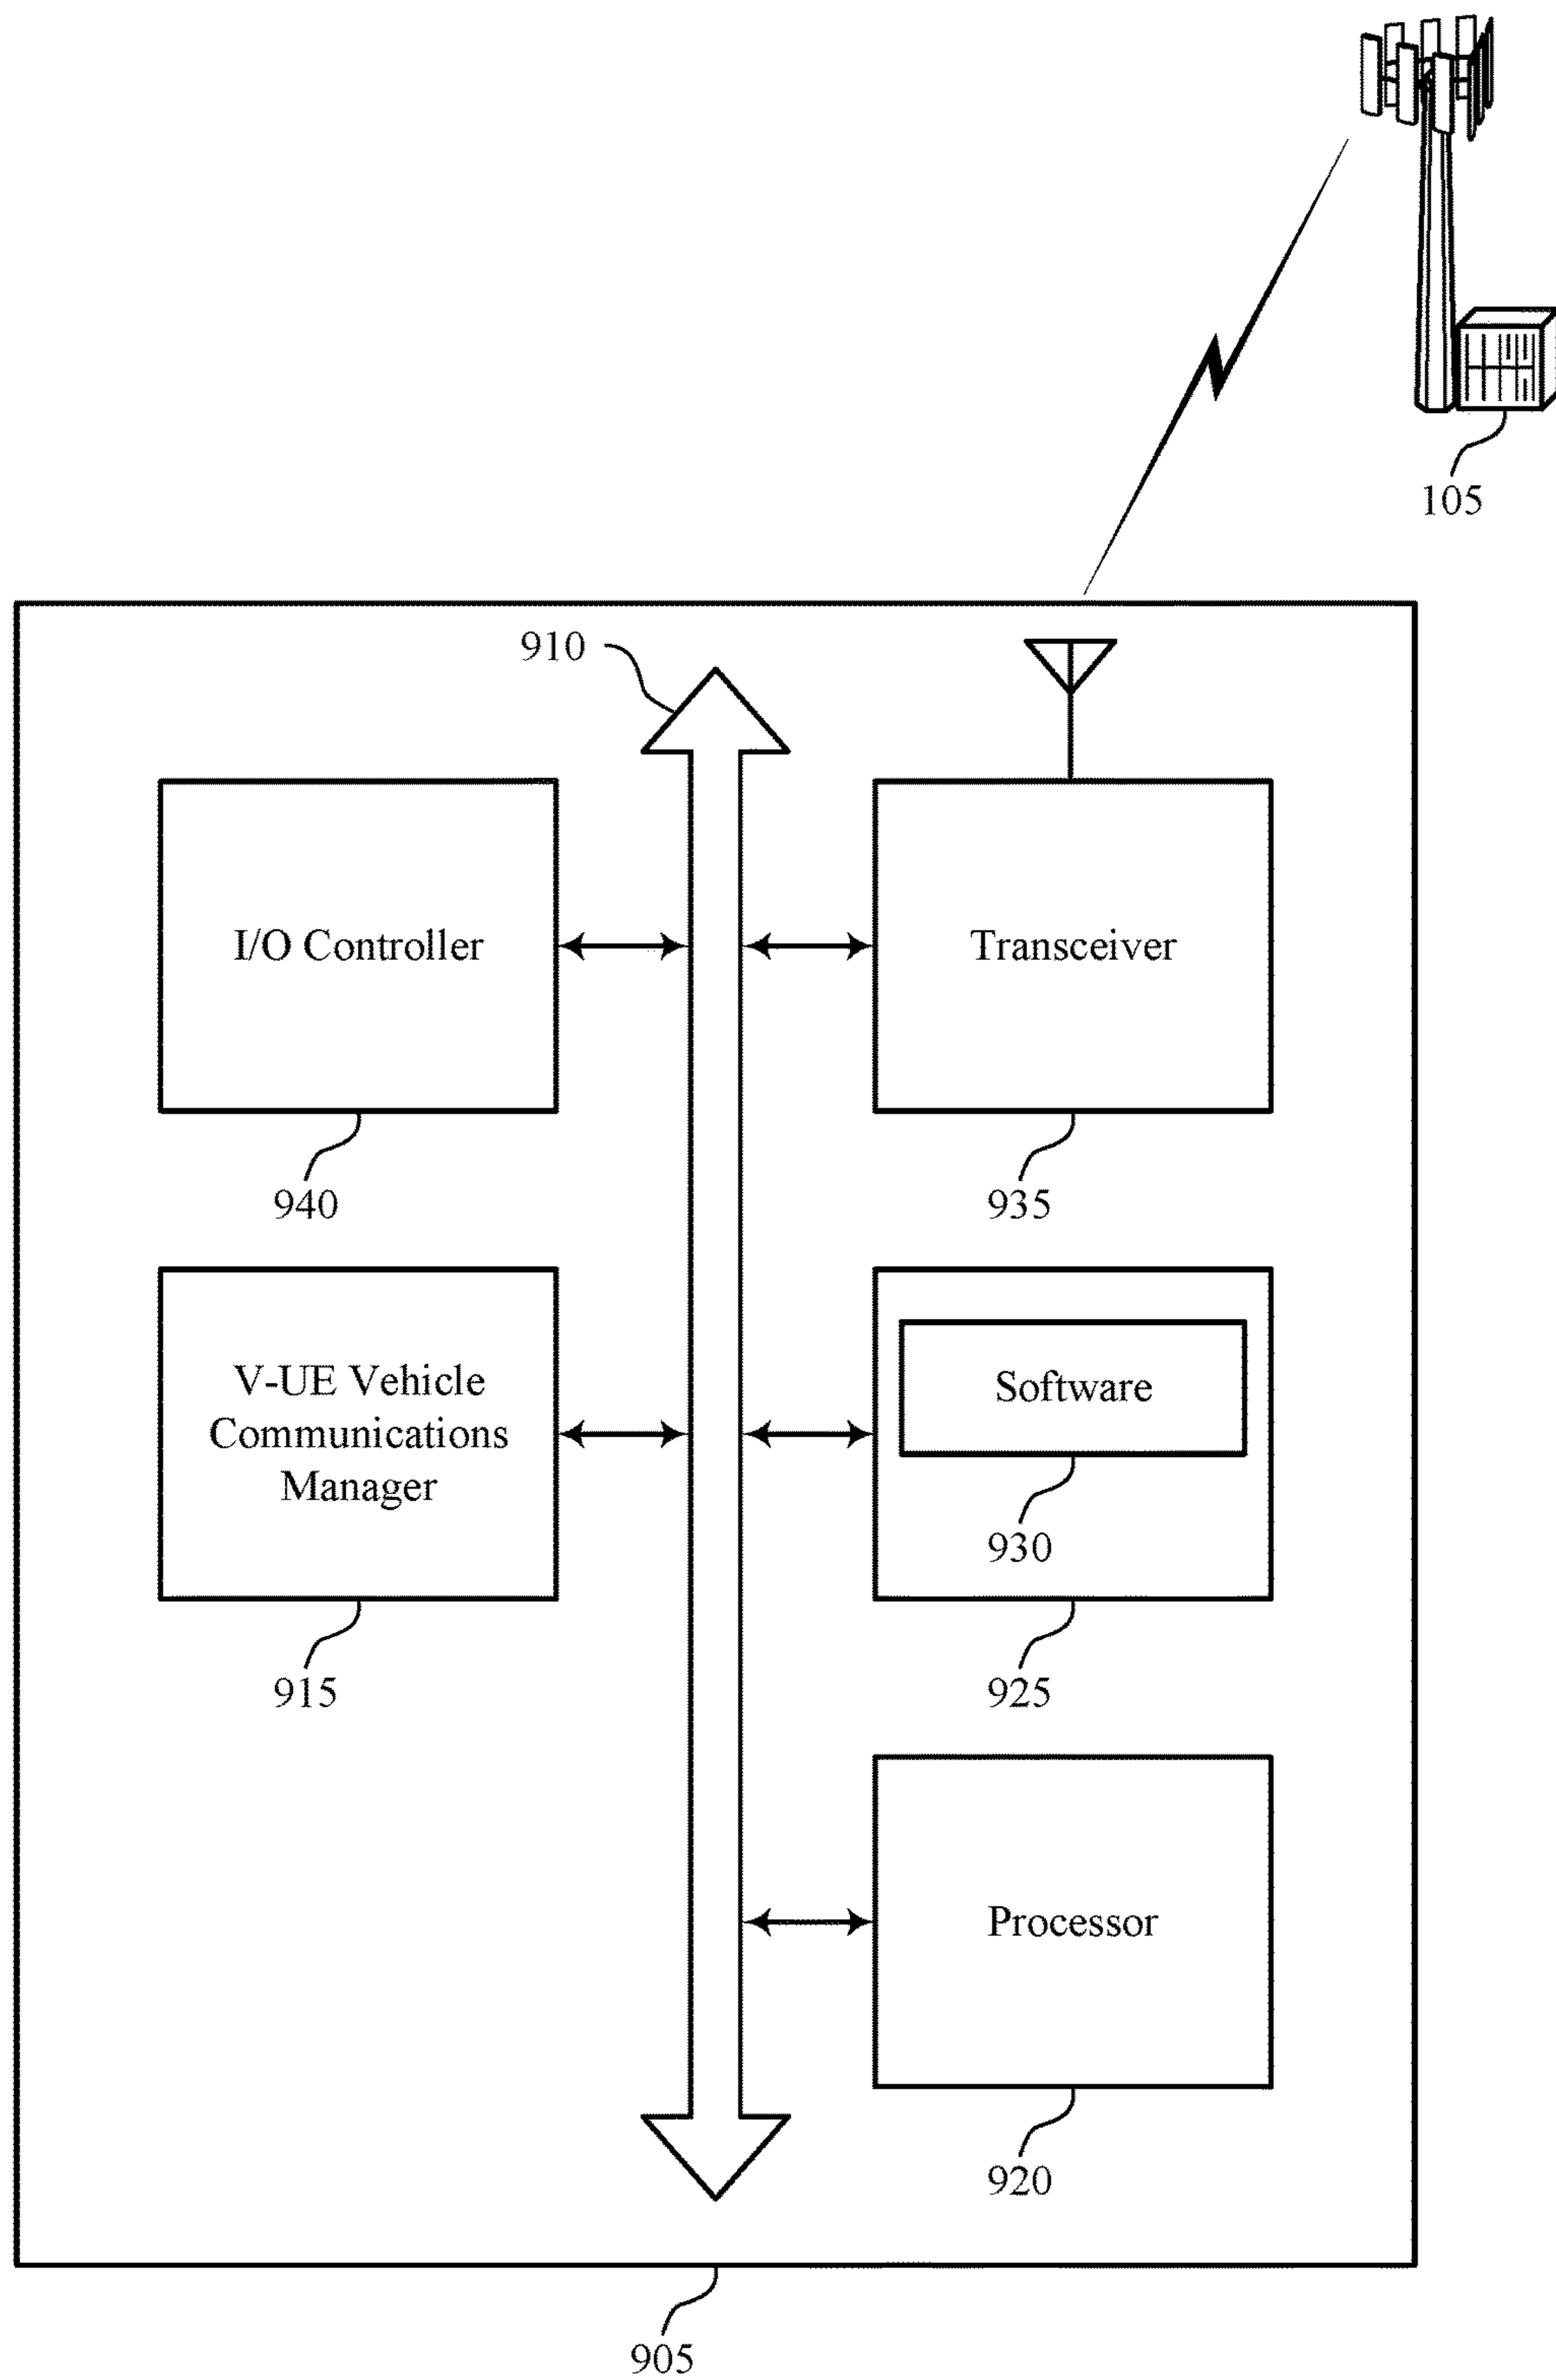 105
910
I/O Controller
Transceiver
940
935
V-UE Vehicle
Communications
Manager
Software
930
915
925
Processor
920
905